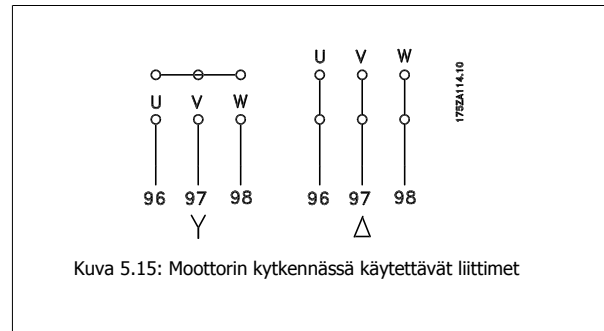 U V W
U V W
96 97 98 96 97 98
Y Δ
175ZA114.10
Kuva 5.15: Moottorin kytkennässä käytettävät liittimet